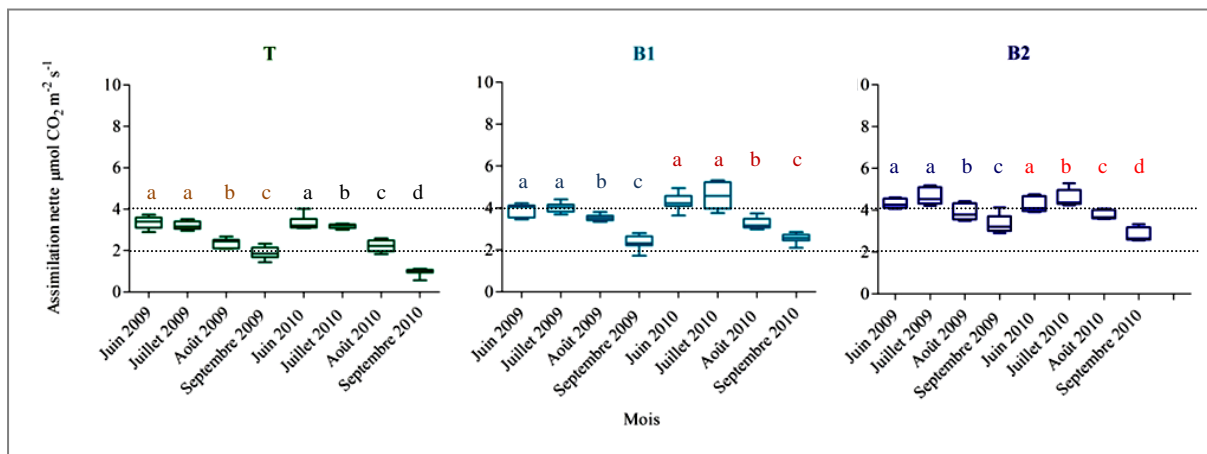 T
B1
B2
Assimilation nette µmol CO₂ m⁻² s⁻¹
10
8
6
4
2
0
a a b c a b c d
Juin 2009
Juillet 2009
Août 2009
Septembre 2009
Juin 2010
Juillet 2010
Août 2010
Septembre 2010
10
8
6
4
2
0
a a b c a a b c
Juin 2009
Juillet 2009
Août 2009
Septembre 2009
Juin 2010
Juillet 2010
Août 2010
Septembre 2010
0
8
6
4
2
0
a a b c a b c d
Juin 2009
Juillet 2009
Août 2009
Septembre 2009
Juin 2010
Juillet 2010
Août 2010
Septembre 2010
Mois